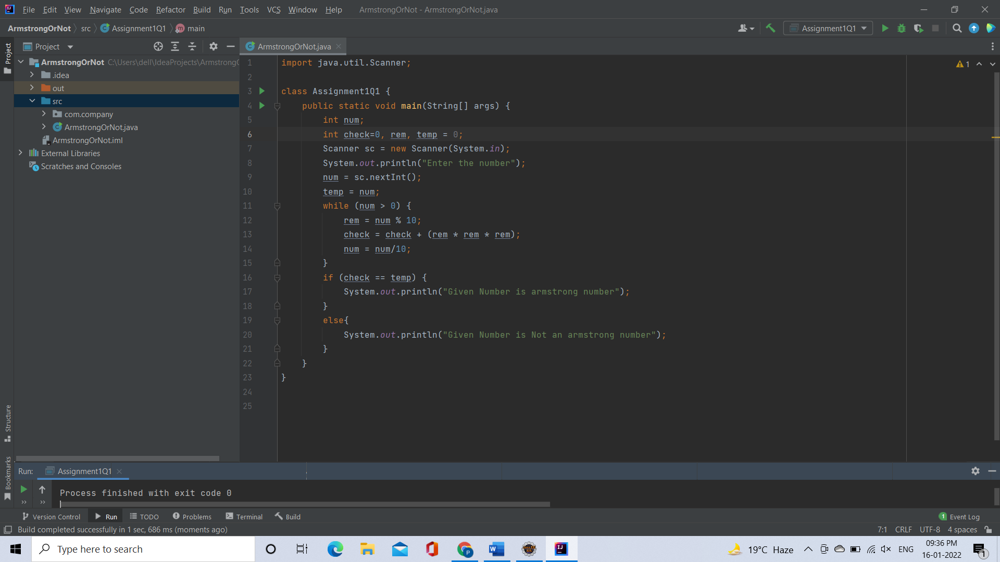 File Edit View Navigate Code Refactor Build Run Tools VCS Window Help ArmstrongOrNot - ArmstrongOrNot.java
ArmstrongOrNot src Assignment1Q1 main Assignment1Q1
Project
Project
ArmstrongOrNot.java
ArmstrongOrNot C:\Users\dell\IdeaProjects\Armstrong
.idea
out
src
com.company
ArmstrongOrNot.java
ArmstrongOrNot.iml
External Libraries
Scratches and Consoles
1
1 import java.util.Scanner;
2
3 class Assignment1Q1 {
4 public static void main(String[] args) {
5 int num;
6 int check=0, rem, temp = 0;
7 Scanner sc = new Scanner(System.in);
8 System.out.println("Enter the number");
9 num = sc.nextInt();
10 temp = num;
11 while (num > 0) {
12 rem = num % 10;
13 check = check + (rem * rem * rem);
14 num = num/10;
15 }
16 if (check == temp) {
17 System.out.println("Given Number is armstrong number");
18 }
19 else{
20 System.out.println("Given Number is Not an armstrong number");
21 }
22 }
23 }
24
25
Structure
Bookmarks
Run: Assignment1Q1
Process finished with exit code 0
Version Control Run TODO Problems Terminal Build 1 Event Log
Build completed successfully in 1 sec, 686 ms (moments ago) 7:1 CRLF UTF-8 4 spaces
Type here to search
19°C Haze ENG
09:36 PM
16-01-2022
1